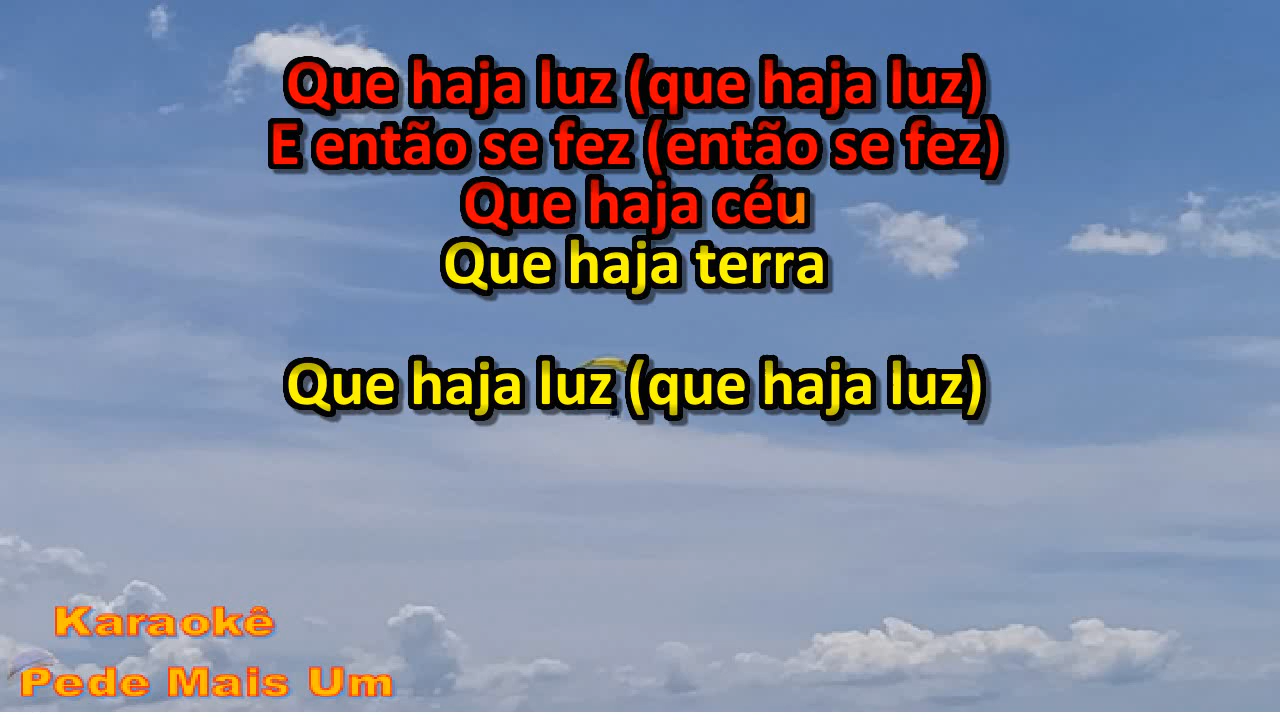 Que haja luz (que haja luz)
E então se fez (então se fez)
Que haja céu
Que haja terra
Que haja luz (que haja luz)
Karaokê
Pede Mais Um